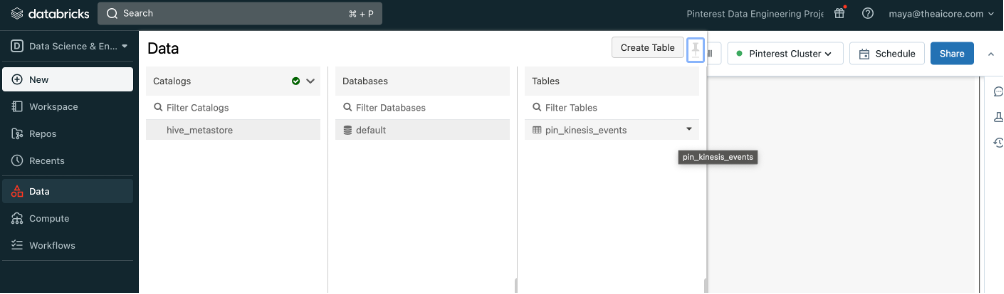 databricks
Search
⌘ + P
Pinterest Data Engineering Proje
maya@theaicore.com
D
Data Science & En...
New
Workspace
Repos
Recents
Data
Compute
Workflows
Data
Create Table
Catalogs
Filter Catalogs
hive_metastore
Databases
Filter Databases
default
Tables
Filter Tables
pin_kinesis_events
pin_kinesis_events
Pinterest Cluster
Schedule
Share